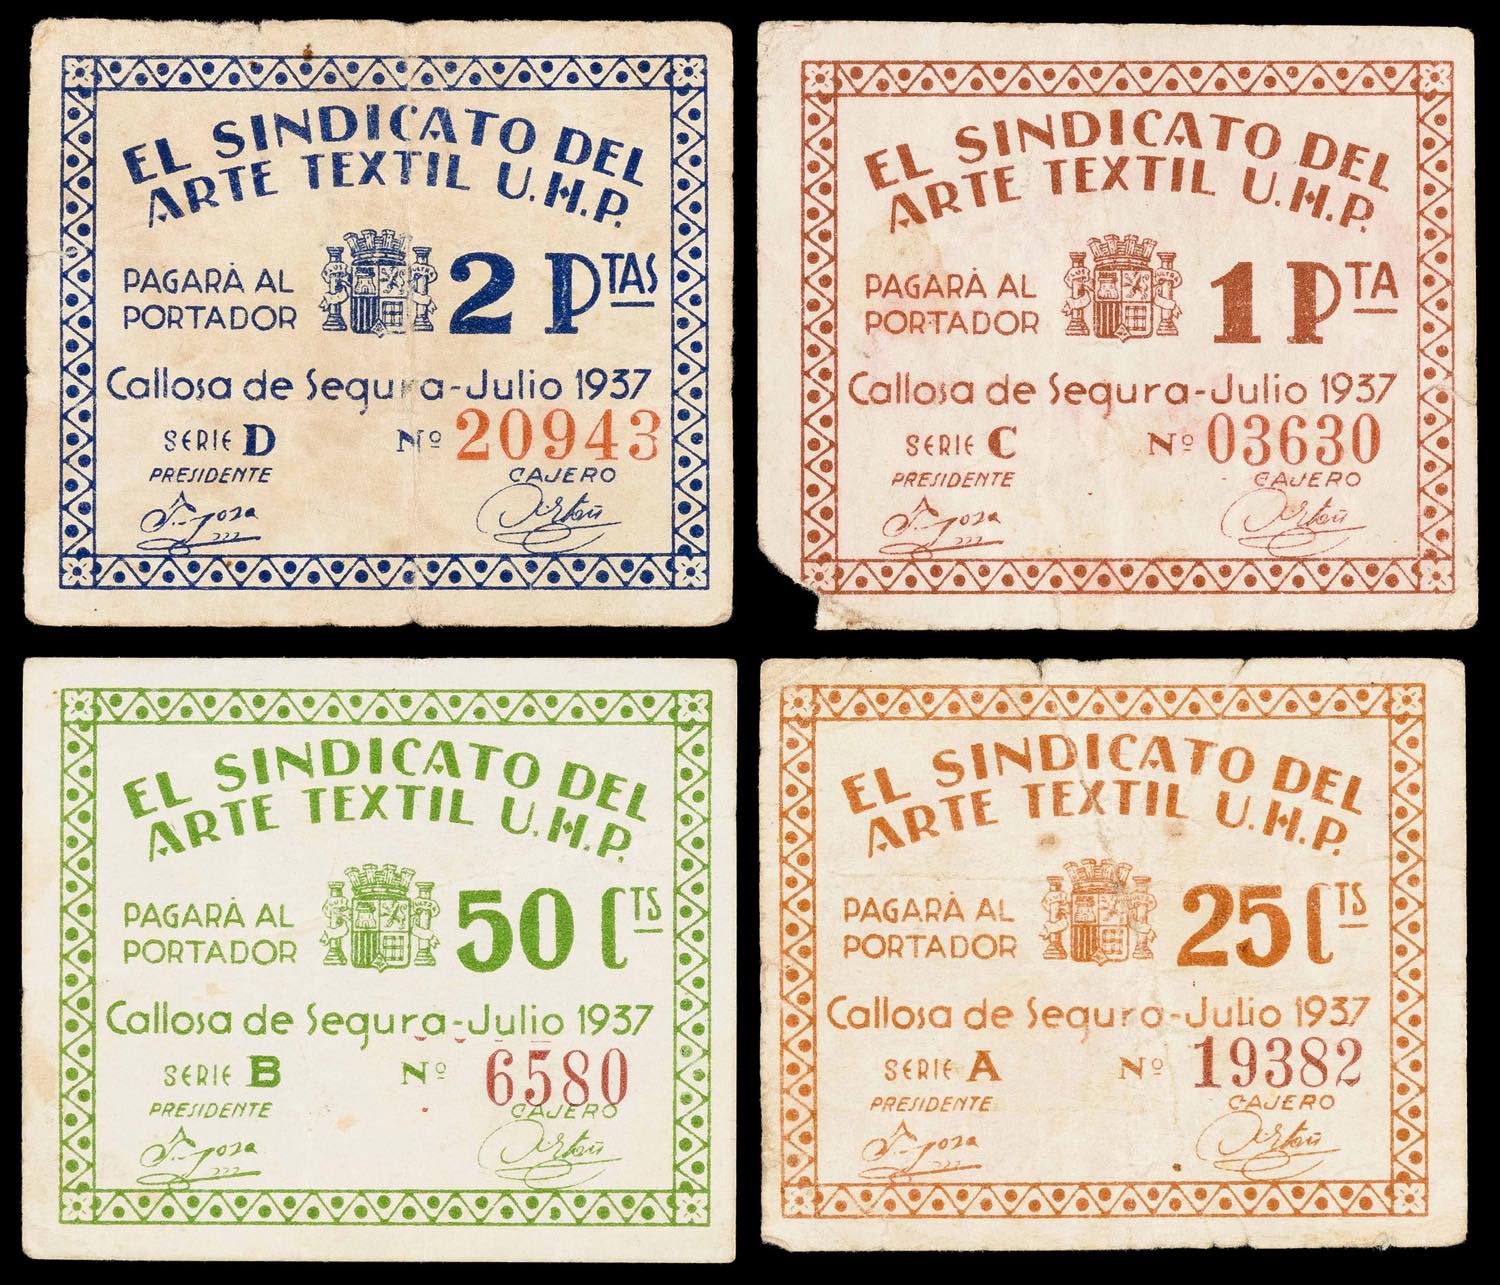 EL SINDICATO DEL
ARTE TEXTIL U.H.P.
PAGARÁ AL
PORTADOR
2 PTAS
Callosa de Segura-Julio 1937
SERIE D Nº 20943
PRESIDENTE CAJERO
EL SINDICATO DEL
ARTE TEXTIL U.H.P.
PAGARÁ AL
PORTADOR
1 PTA
Callosa de Segura-Julio 1937
SERIE C Nº 03630
PRESIDENTE CAJERO
EL SINDICATO DEL
ARTE TEXTIL U.H.P.
PAGARÁ AL
PORTADOR
50 CTS
Callosa de Segura-Julio 1937
SERIE B Nº 6580
PRESIDENTE CAJERO
EL SINDICATO DEL
ARTE TEXTIL U.H.P.
PAGARÁ AL
PORTADOR
25 CTS
Callosa de Segura-Julio 1937
SERIE A Nº 19382
PRESIDENTE CAJERO